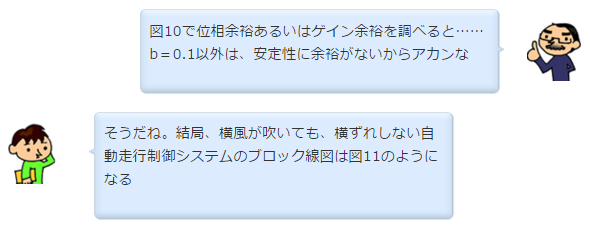 図10で位相余裕あるいはゲイン余裕を調べると……
b＝0.1以外は、安定性に余裕がないからアカンな
そうだね。結局、横風が吹いても、横ずれしない自
動走行制御システムのブロック線図は図11のように
なる